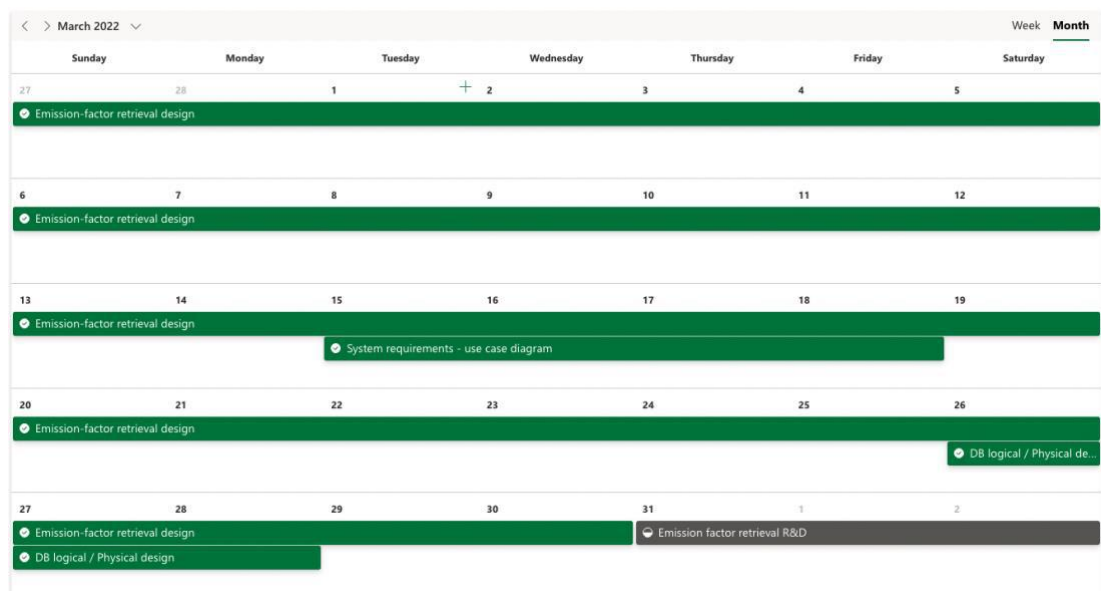 March 2022
Week Month
Sunday Monday Tuesday Wednesday Thursday Friday Saturday
27 28 1 2 3 4 5
Emission-factor retrieval design
6 7 8 9 10 11 12
Emission-factor retrieval design
13 14 15 16 17 18 19
Emission-factor retrieval design
System requirements - use case diagram
20 21 22 23 24 25 26
Emission-factor retrieval design
DB logical / Physical de...
27 28 29 30 31 1 2
Emission-factor retrieval design Emission factor retrieval R&D
DB logical / Physical design